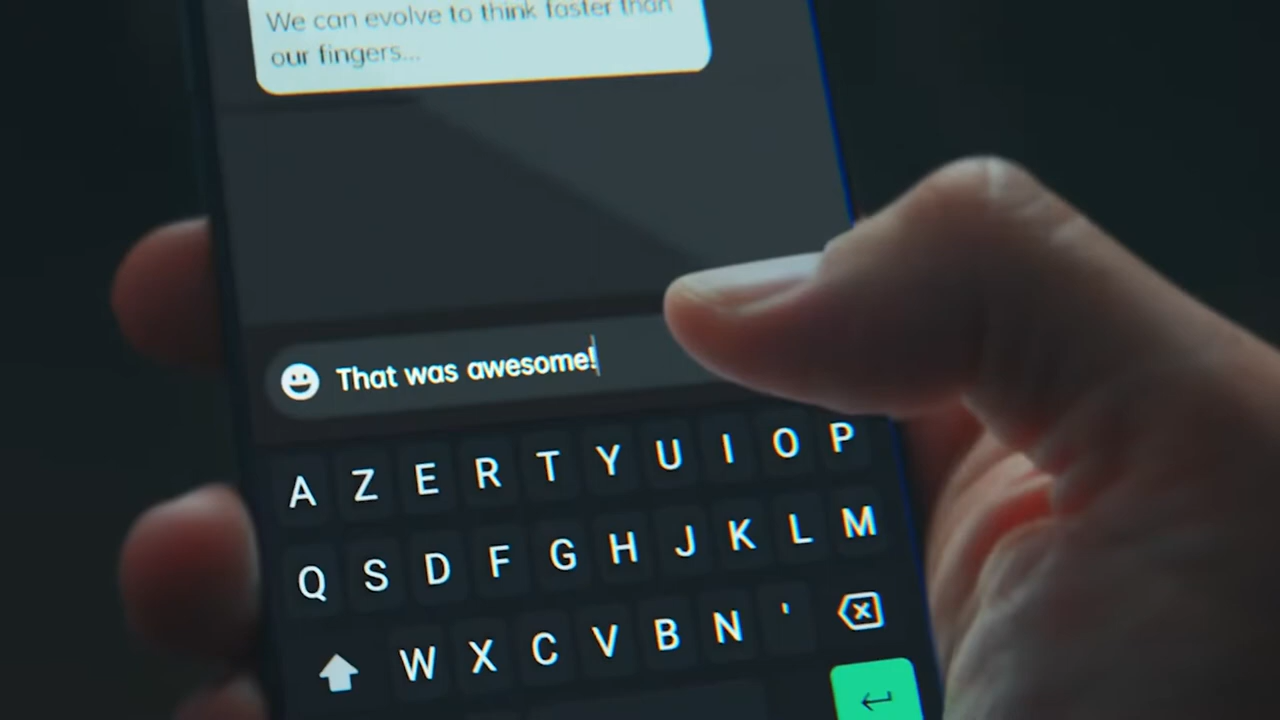 We can evolve to think faster than
our fingers...
That was awesome!
A Z E R T Y U I O P
Q S D F G H J K L M
W X C V B N '